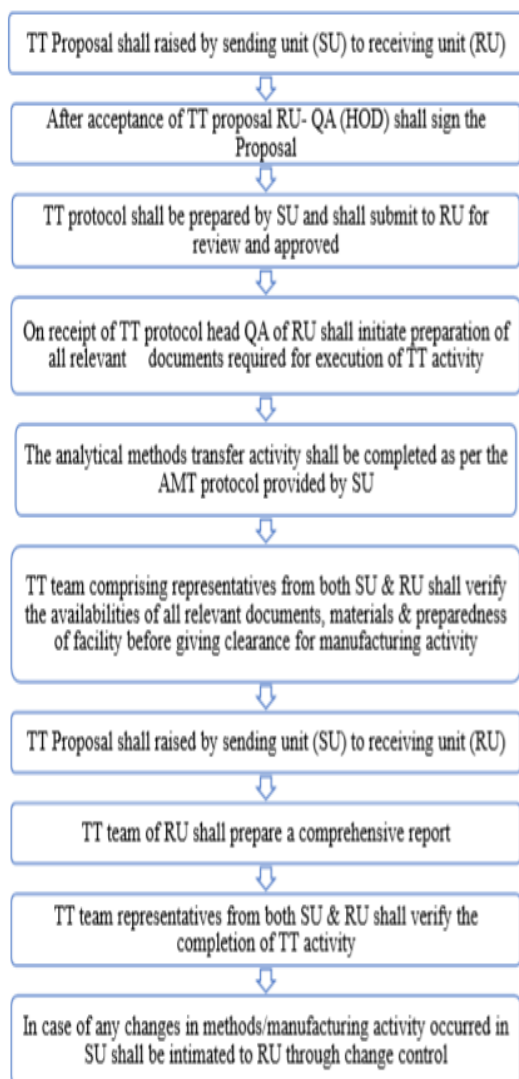 TT Proposal shall raised by sending unit (SU) to receiving unit (RU)
After acceptance of TT proposal RU- QA (HOD) shall sign the
Proposal
TT protocol shall be prepared by SU and shall submit to RU for
review and approved
On receipt of TT protocol head QA of RU shall initiate preparation of
all relevant documents required for execution of TT activity
The analytical methods transfer activity shall be completed as per the
AMT protocol provided by SU
TT team comprising representatives from both SU & RU shall verify
the availabilities of all relevant documents, materials & preparedness
of facility before giving clearance for manufacturing activity
TT Proposal shall raised by sending unit (SU) to receiving unit (RU)
TT team of RU shall prepare a comprehensive report
TT team representatives from both SU & RU shall verify the
completion of TT activity
In case of any changes in methods/manufacturing activity occurred in
SU shall be intimated to RU through change control